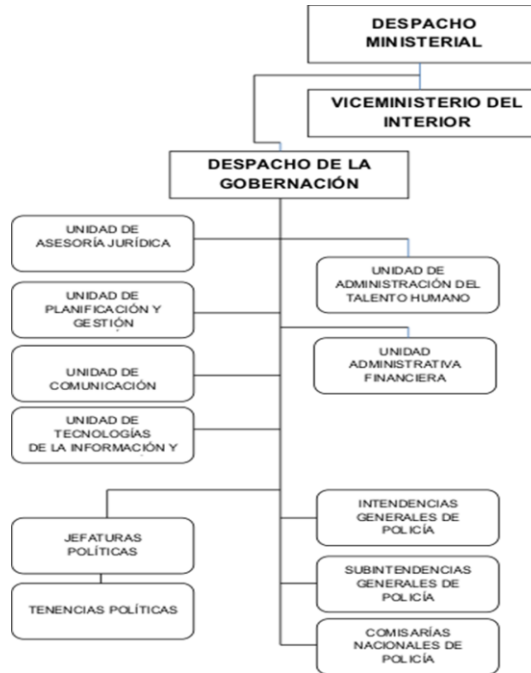 DESPACHO
MINISTERIAL
VICEMINISTERIO DEL
INTERIOR
DESPACHO DE LA
GOBERNACIÓN
UNIDAD DE
ASESORÍA JURÍDICA
UNIDAD DE
ADMINISTRACIÓN DEL
TALENTO HUMANO
UNIDAD DE
PLANIFICACIÓN Y
GESTIÓN
UNIDAD
ADMINISTRATIVA
FINANCIERA
UNIDAD DE
COMUNICACIÓN
UNIDAD DE
TECNOLOGÍAS
DE LA INFORMACIÓN Y
JEFATURAS
POLÍTICAS
TENENCIAS POLÍTICAS
INTENDENCIAS
GENERALES DE
POLICÍA
SUBINTENDENCIAS
GENERALES DE
POLICÍA
COMISARÍAS
NACIONALES DE
POLICÍA